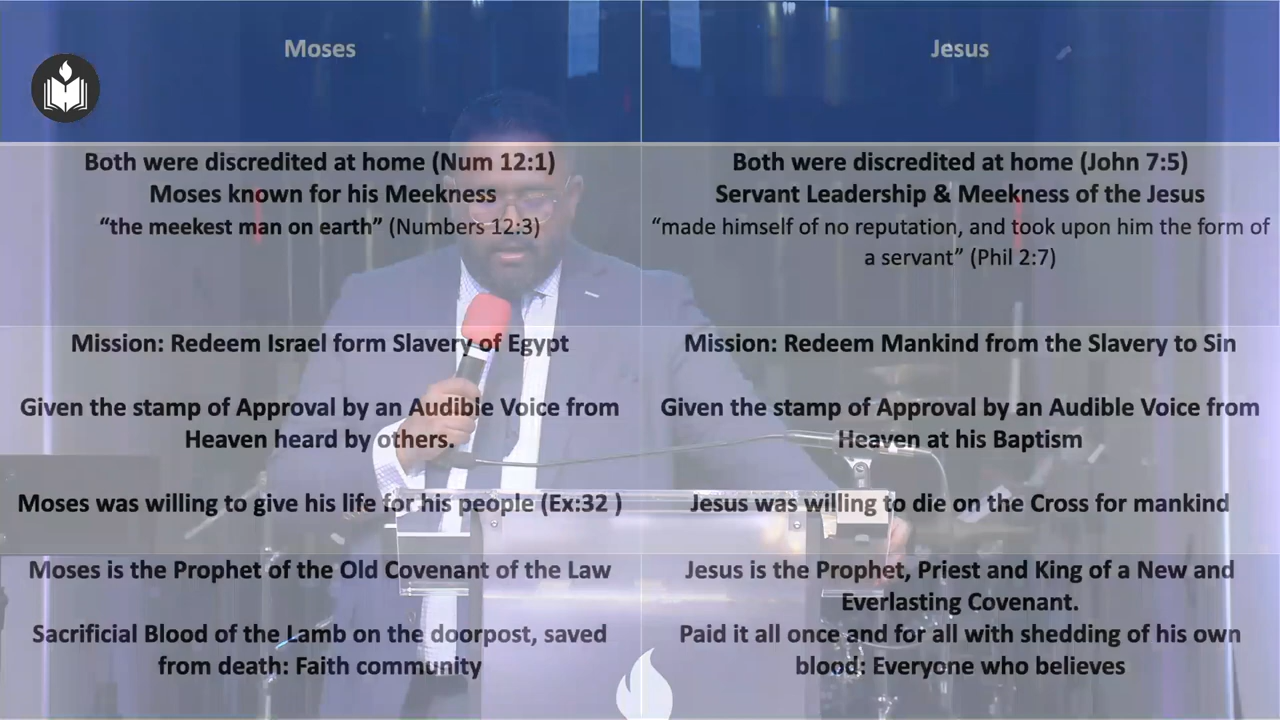 Moses
Jesus
Both were discredited at home (Num 12:1)
Moses known for his Meekness
“the meekest man on earth” (Numbers 12:3)
Both were discredited at home (John 7:5)
Servant Leadership & Meekness of the Jesus
“made himself of no reputation, and took upon him the form of
a servant” (Phil 2:7)
Mission: Redeem Israel form Slavery of Egypt
Mission: Redeem Mankind from the Slavery to Sin
Given the stamp of Approval by an Audible Voice from
Heaven heard by others.
Given the stamp of Approval by an Audible Voice from
Heaven at his Baptism
Moses was willing to give his life for his people (Ex:32 )
Jesus was willing to die on the Cross for mankind
Moses is the Prophet of the Old Covenant of the Law
Jesus is the Prophet, Priest and King of a New and
Everlasting Covenant.
Sacrificial Blood of the Lamb on the doorpost, saved
from death: Faith community
Paid it all once and for all with shedding of his own
blood: Everyone who believes